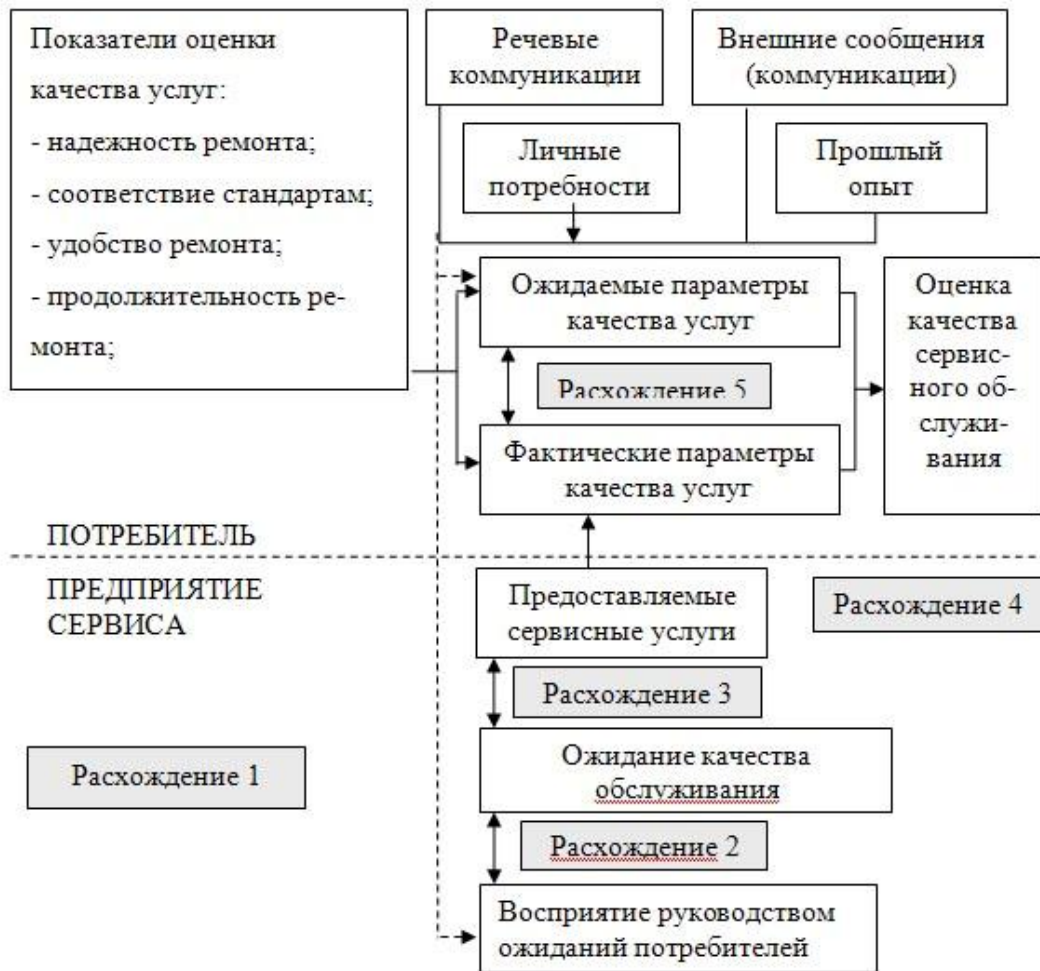 Показатели оценки
качества услуг:
- надежность ремонта;
- соответствие стандартам;
- удобство ремонта;
- продолжительность ре-
монта;
Речевые
коммуникации
Внешние сообщения
(коммуникации)
Личные
потребности
Прошлый
опыт
Ожидаемые параметры
качества услуг
Расхождение 5
Фактические параметры
качества услуг
Оценка
качества
сервис-
ного об-
служи-
вания
ПОТРЕБИТЕЛЬ
ПРЕДПРИЯТИЕ
СЕРВИСА
Предоставляемые
сервисные услуги
Расхождение 4
Расхождение 3
Расхождение 1
Ожидание качества
обслуживания
Расхождение 2
Восприятие руководством
ожиданий потребителей